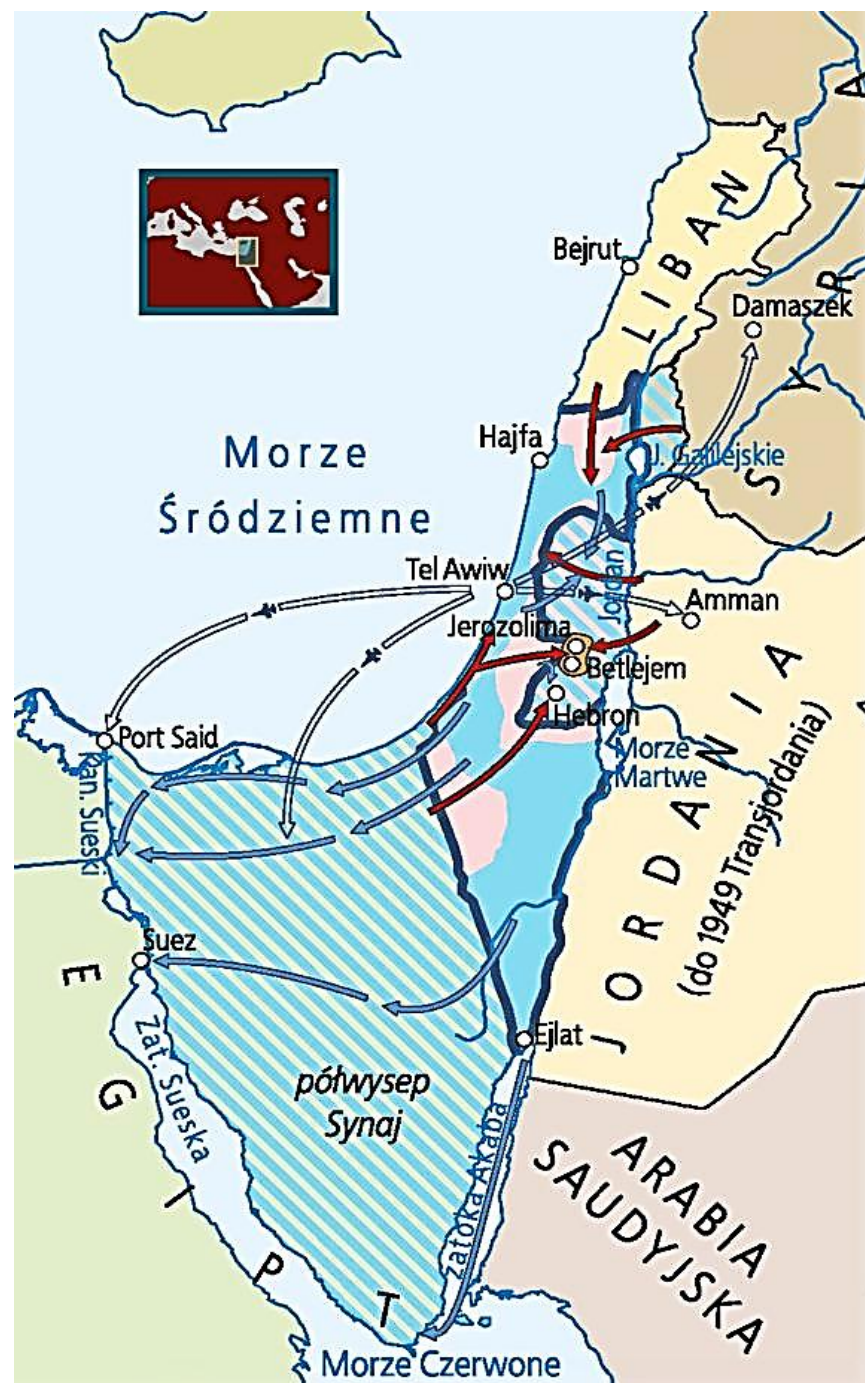 LIBAN
Bejrut
Damaszek
SYRIA
Hajfa
J. Galilejskie
Morze
Śródziemne
Tel Awiw
Jordan
Amman
Jerozolima
Betlejem
Hebron
Port Said
Kan. Sueski
Morze
Martwe
JORDANIA
(do 1949 Transjordania)
Suez
EGIPT
Zat. Sueska
Ejlat
półwysep
Synaj
zatoka Akaba
ARABIA
SAUDYJSKA
Morze Czerwone